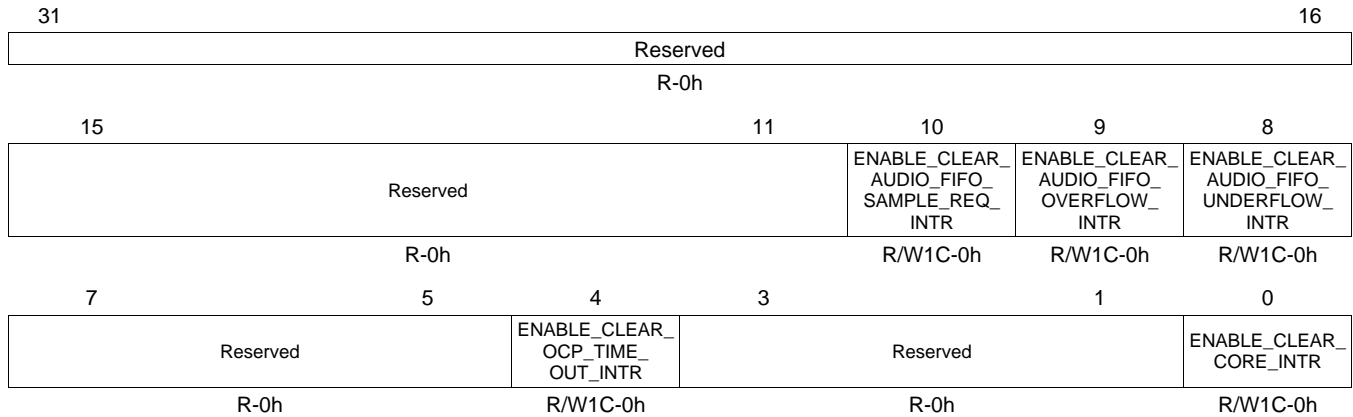 31 16
Reserved
R-0h
15 11 10 9 8
Reserved
ENABLE_CLEAR_
AUDIO_FIFO_
SAMPLE_REQ_
INTR
ENABLE_CLEAR_
AUDIO_FIFO_
OVERFLOW_
INTR
ENABLE_CLEAR_
AUDIO_FIFO_
UNDERFLOW_
INTR
R-0h R/W1C-0h R/W1C-0h R/W1C-0h
7 5 4 3 1 0
Reserved
ENABLE_CLEAR_
OCP_TIME_
OUT_INTR
Reserved
ENABLE_CLEAR_
CORE_INTR
R-0h R/W1C-0h R-0h R/W1C-0h